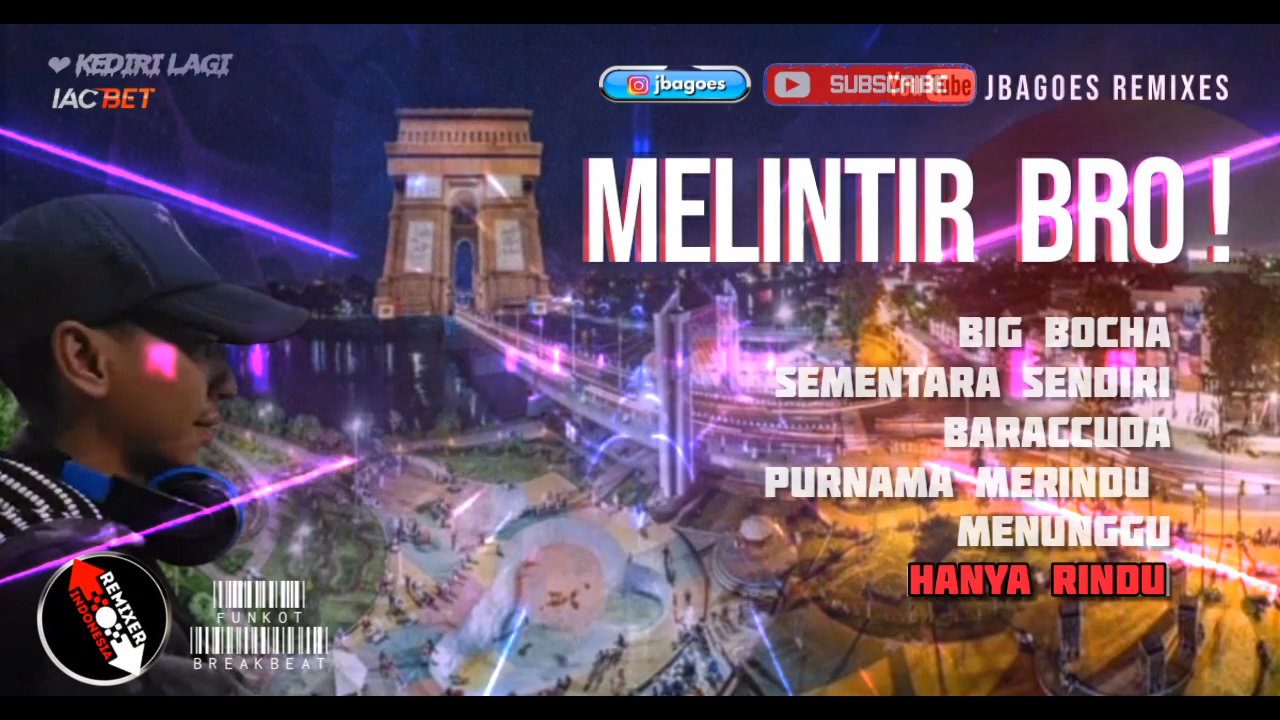 ❤ KEDIRI LAGI
IACBET
jbagoes
SUBSCRIBE
YouTube
JBAGOES REMIXES
MELINTIR BRO!
BIG BOCHA
SEMENTARA SENDIRI
BARACCUDA
PURNAMA MERINDU
MENUNGGU
HANYA RINDU
REMIXER
INDONESIA
FUNKOT
BREAKBEAT